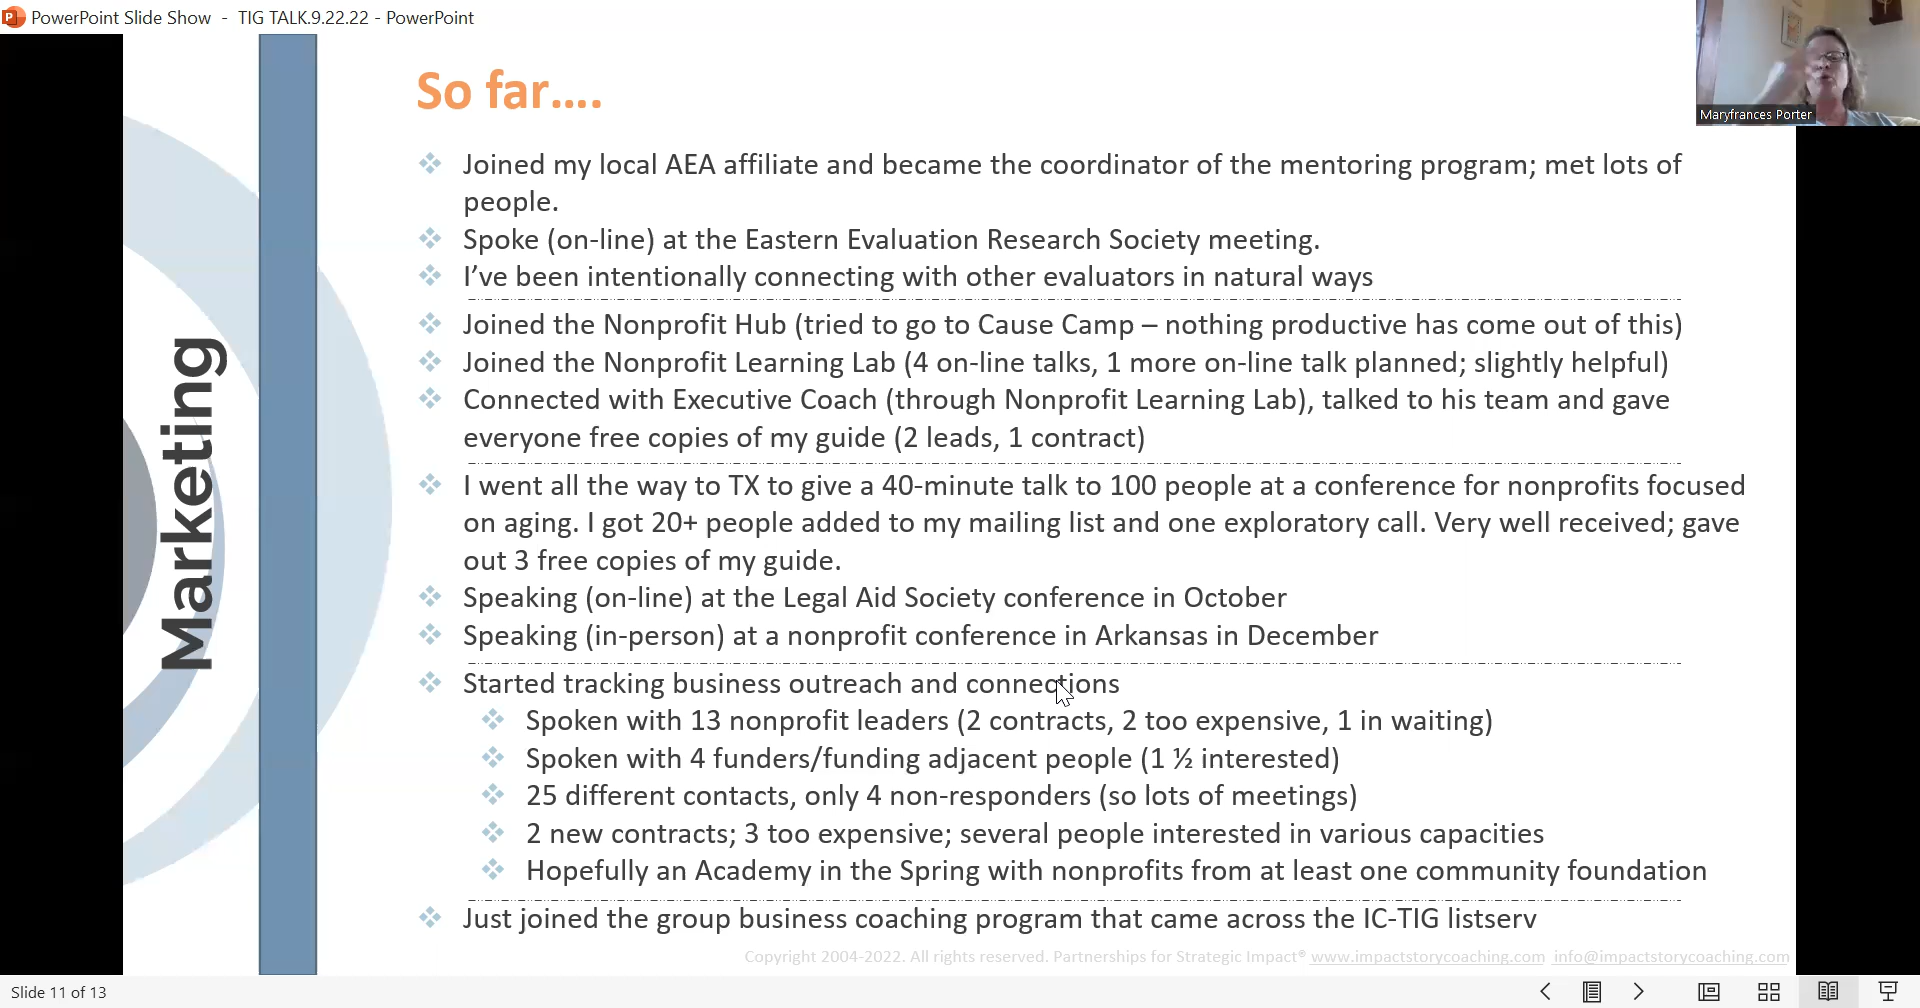 PowerPoint Slide Show - TIG TALK.9.22.22 - PowerPoint
Maryfrances Porter
Marketing
So far....
Joined my local AEA affiliate and became the coordinator of the mentoring program; met lots of
people.
Spoke (on-line) at the Eastern Evaluation Research Society meeting.
I’ve been intentionally connecting with other evaluators in natural ways
Joined the Nonprofit Hub (tried to go to Cause Camp – nothing productive has come out of this)
Joined the Nonprofit Learning Lab (4 on-line talks, 1 more on-line talk planned; slightly helpful)
Connected with Executive Coach (through Nonprofit Learning Lab), talked to his team and gave
everyone free copies of my guide (2 leads, 1 contract)
I went all the way to TX to give a 40-minute talk to 100 people at a conference for nonprofits focused
on aging. I got 20+ people added to my mailing list and one exploratory call. Very well received; gave
out 3 free copies of my guide.
Speaking (on-line) at the Legal Aid Society conference in October
Speaking (in-person) at a nonprofit conference in Arkansas in December
Started tracking business outreach and connections
Spoken with 13 nonprofit leaders (2 contracts, 2 too expensive, 1 in waiting)
Spoken with 4 funders/funding adjacent people (1 ½ interested)
25 different contacts, only 4 non-responders (so lots of meetings)
2 new contracts; 3 too expensive; several people interested in various capacities
Hopefully an Academy in the Spring with nonprofits from at least one community foundation
Just joined the group business coaching program that came across the IC-TIG listserv
Copyright 2004-2022. All rights reserved. Partnerships for Strategic Impact® www.impactstorycoaching.com info@impactstorycoaching.com
Slide 11 of 13